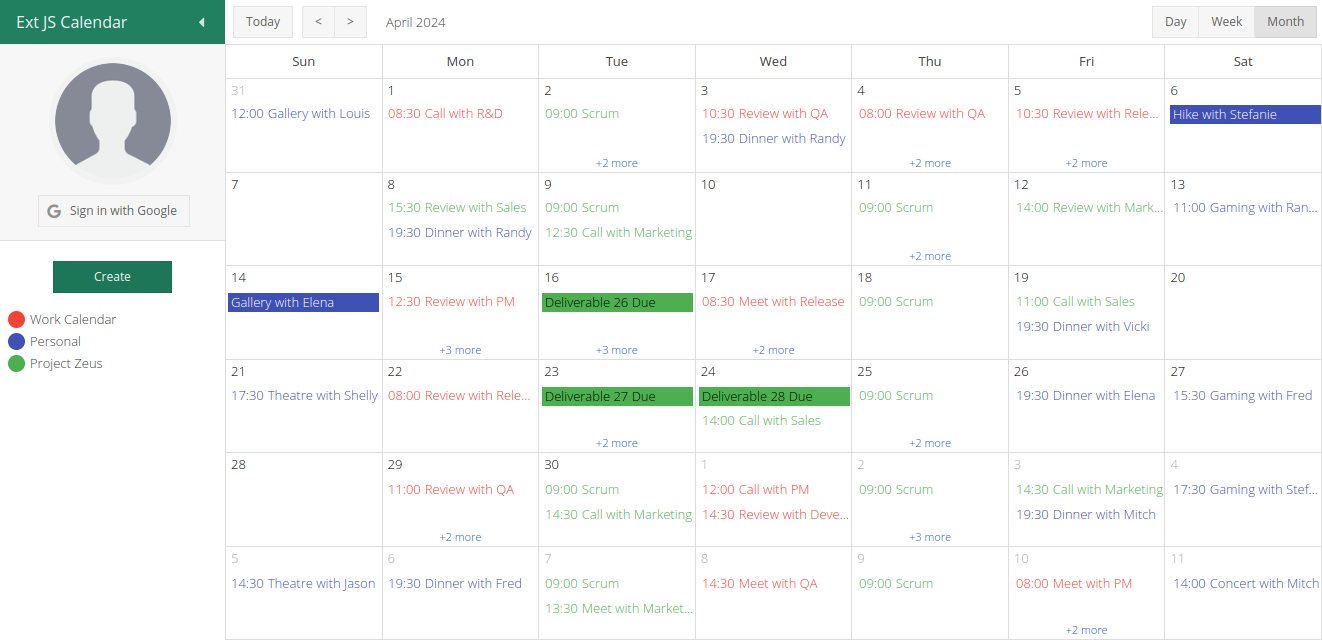 Ext JS Calendar
Today < > April 2024 Day Week Month
Sign in with Google
Create
Work Calendar
Personal
Project Zeus
Sun Mon Tue Wed Thu Fri Sat
31 1 2 3 4 5 6
12:00 Gallery with Louis 08:30 Call with R&D 09:00 Scrum 10:30 Review with QA 08:00 Review with QA 10:30 Review with Rele... Hike with Stefanie
19:30 Dinner with Randy
+2 more +2 more +2 more
7 8 9 10 11 12 13
15:30 Review with Sales 09:00 Scrum 09:00 Scrum 14:00 Review with Mark... 11:00 Gaming with Ran...
19:30 Dinner with Randy 12:30 Call with Marketing
+2 more
14 15 16 17 18 19 20
Gallery with Elena 12:30 Review with PM Deliverable 26 Due 08:30 Meet with Release 09:00 Scrum 11:00 Call with Sales
19:30 Dinner with Vicki
+3 more +3 more +2 more
21 22 23 24 25 26 27
17:30 Theatre with Shelly 08:00 Review with Rele... Deliverable 27 Due Deliverable 28 Due 09:00 Scrum 19:30 Dinner with Elena 15:30 Gaming with Fred
14:00 Call with Sales
+2 more +2 more
28 29 30 1 2 3 4
11:00 Review with QA 09:00 Scrum 12:00 Call with PM 09:00 Scrum 14:30 Call with Marketing 17:30 Gaming with Stef...
14:30 Call with Marketing 14:30 Review with Deve... 19:30 Dinner with Mitch
+2 more +3 more
5 6 7 8 9 10 11
14:30 Theatre with Jason 19:30 Dinner with Fred 09:00 Scrum 14:30 Meet with QA 09:00 Scrum 08:00 Meet with PM 14:00 Concert with Mitch
13:30 Meet with Market...
+2 more